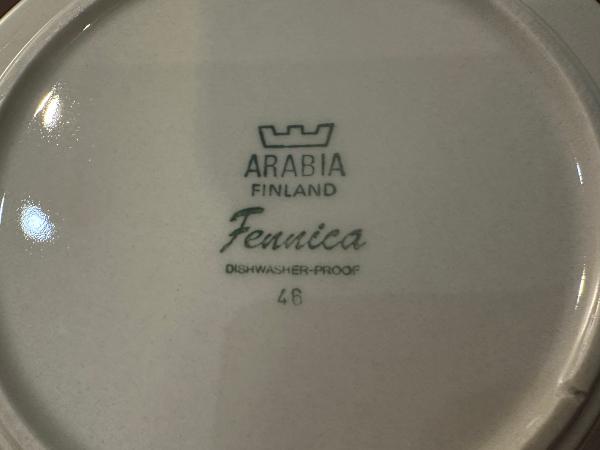 ARABIA
FINLAND
Fennica
DISHWASHER-PROOF
46